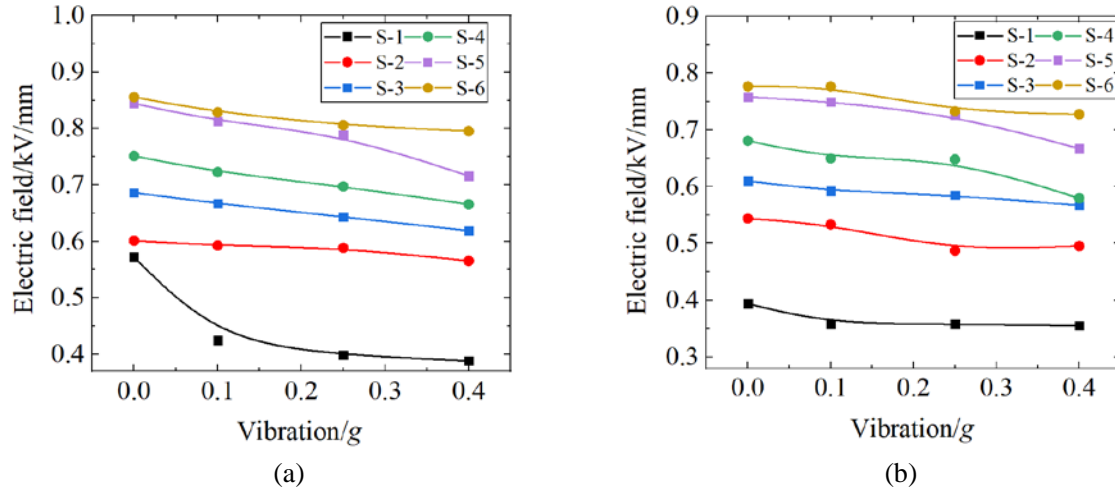 1.0
0.9
0.8
0.7
0.6
0.5
0.4
Electric field/kV/mm
S-1 S-4
S-2 S-5
S-3 S-6
0.0 0.1 0.2 0.3 0.4
Vibration/g
(a)
0.9
0.8
0.7
0.6
0.5
0.4
0.3
Electric field/kV/mm
S-1 S-4
S-2 S-5
S-3 S-6
0.0 0.1 0.2 0.3 0.4
Vibration/g
(b)